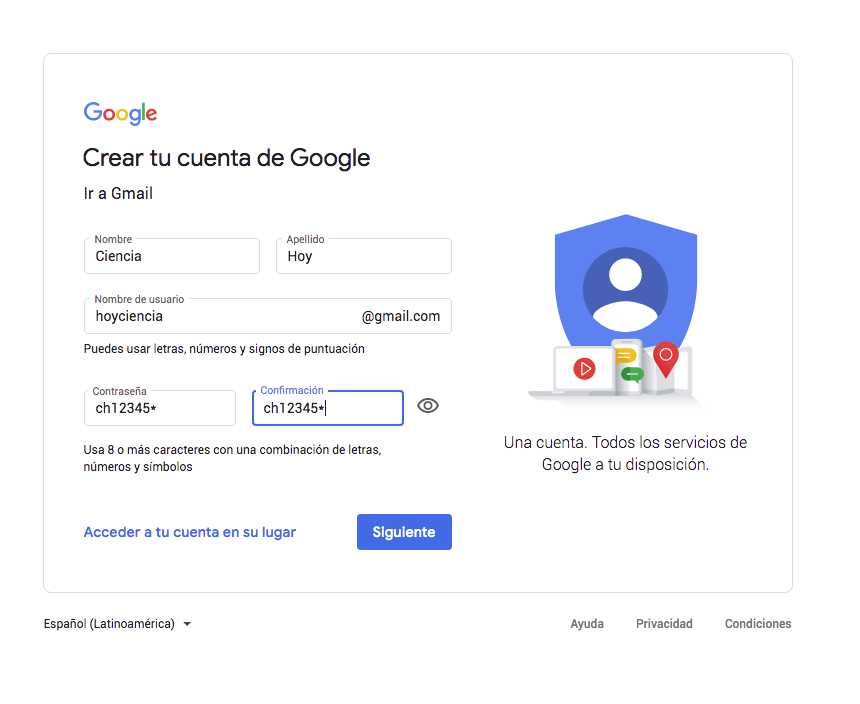 Google
Crear tu cuenta de Google
Ir a Gmail
Nombre
Ciencia
Apellido
Hoy
Nombre de usuario
hoyciencia @gmail.com
Puedes usar letras, números y signos de puntuación
Contraseña
ch12345*
Confirmación
ch12345*
Usa 8 o más caracteres con una combinación de letras,
números y símbolos
Acceder a tu cuenta en su lugar
Siguiente
Una cuenta. Todos los servicios de
Google a tu disposición.
Español (Latinoamérica)
Ayuda Privacidad Condiciones